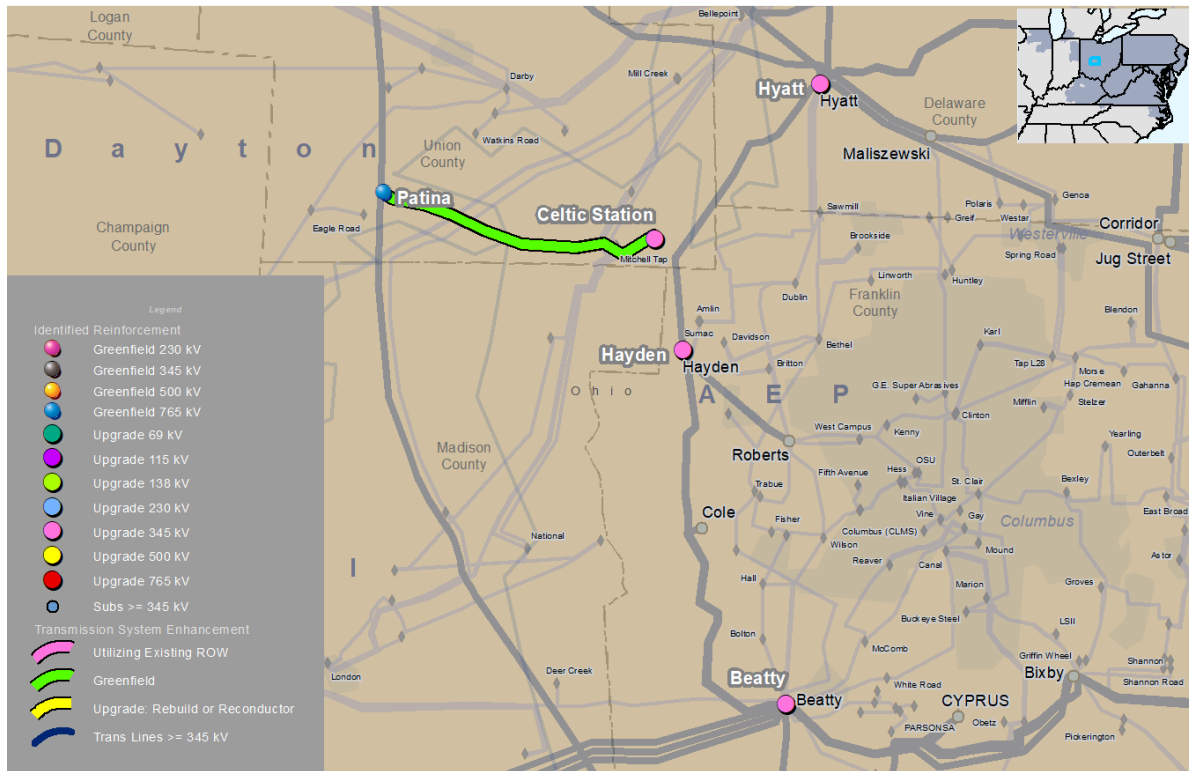 Logan
County
Bellepoint
Darby
Mill Creek
Hyatt
Hyatt
Delaware
County
Dayton
Union
County
Watkins Road
Maliszewski
Patina
Genoa
Celtic Station
Sawmill
Polaris
Greif
Westar
Champaign
County
Eagle Road
Corridor
Westerville
Brookside
Spring Road
Jug Street
Mitchell Tap
Linworth
Huntley
Dublin
Franklin
County
Amlin
Blendon
Sumac
Davidson
Karl
Bethel
Hayden
Hayden
Britton
Tap L28
Morse
Hap Cremean
Gahanna
Ohio
AEP
G.E. Super Abrasives
Mifflin
Stelzer
Clinton
West Campus
Kenny
Yearling
Madison
County
Roberts
Outerbelt
Fifth Avenue
Hess
OSU
Trabue
St. Clair
Bexley
Italian Village
Cole
Vine
Gay
East Broad
Fisher
Columbus
Columbus (CLMS)
National
Wilson
Mound
Reaver
Canal
Astor
I
Hall
Marion
Groves
Buckeye Steel
Bolton
LSII
McComb
Griffin Wheel
Shannon
Deer Creek
Bixby
London
Beatty
White Road
Shannon Road
Beatty
CYPRUS
PARSONSA
Obetz
Pickerington
Legend
Identified Reinforcement
Greenfield 230 kV
Greenfield 345 kV
Greenfield 500 kV
Greenfield 765 kV
Upgrade 69 kV
Upgrade 115 kV
Upgrade 138 kV
Upgrade 230 kV
Upgrade 345 kV
Upgrade 500 kV
Upgrade 765 kV
Subs >= 345 kV
Transmission System Enhancement
Utilizing Existing ROW
Greenfield
Upgrade: Rebuild or Reconductor
Trans Lines >= 345 kV